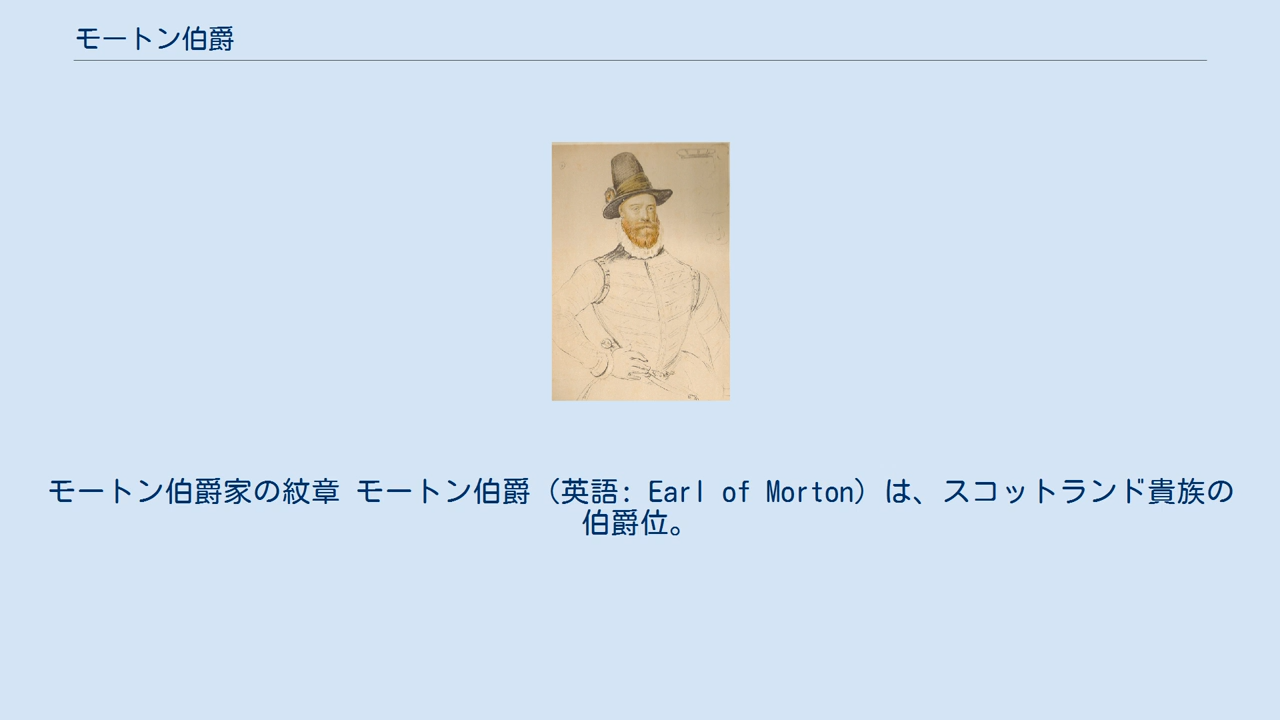 モートン伯爵
モートン伯爵家の紋章 モートン伯爵（英語: Earl of Morton）は、スコットランド貴族の
伯爵位。